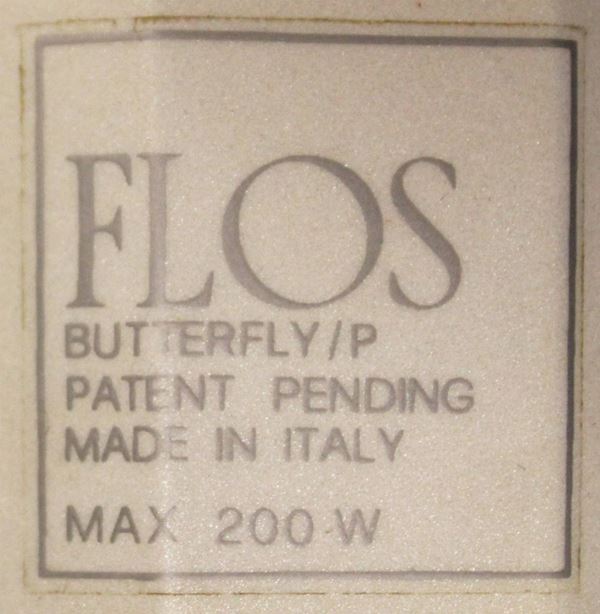 FLOS
BUTTERFLY/P
PATENT PENDING
MADE IN ITALY
MAX 200 W